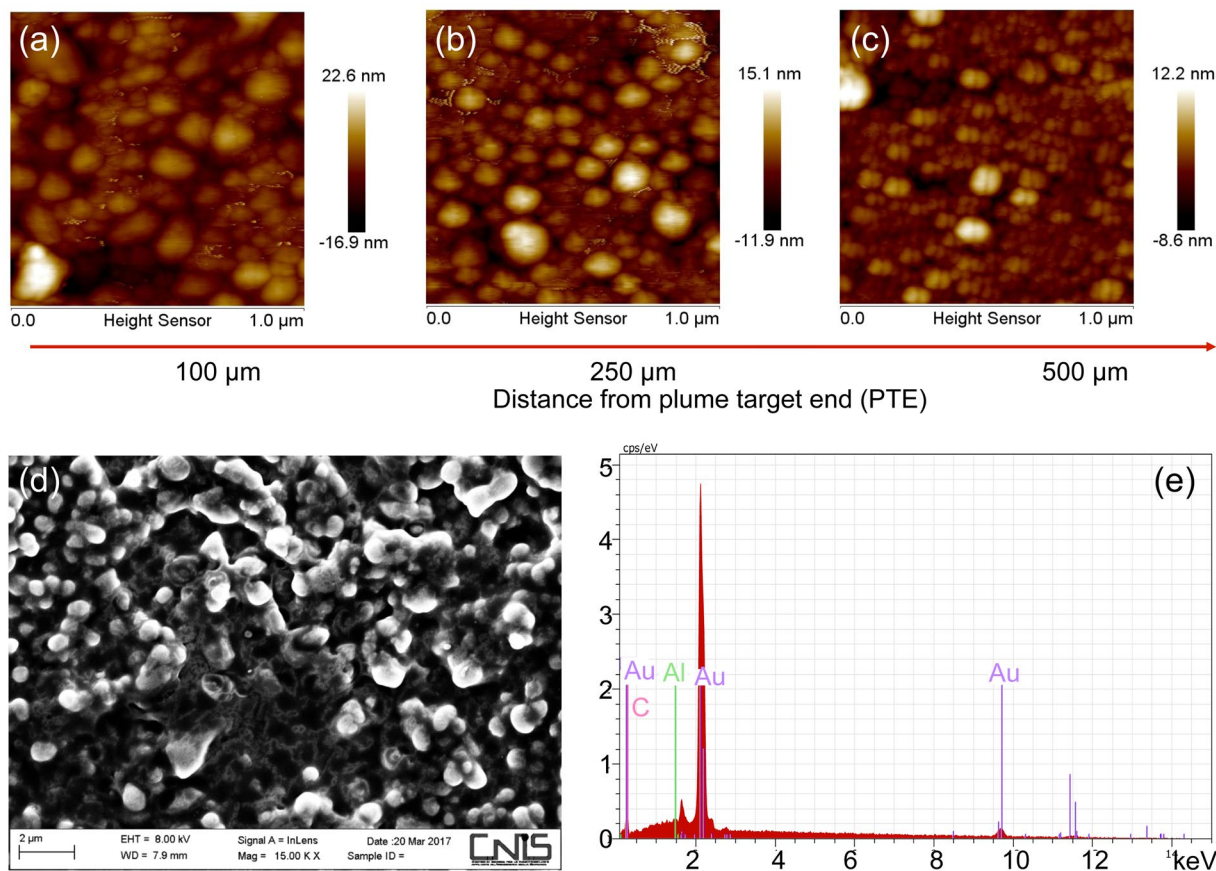 (a)
22.6 nm
-16.9 nm
0.0 Height Sensor 1.0 µm
(b)
15.1 nm
-11.9 nm
0.0 Height Sensor 1.0 µm
(c)
12.2 nm
-8.6 nm
0.0 Height Sensor 1.0 µm
100 µm 250 µm 500 µm
Distance from plume target end (PTE)
(d)
2 µm
EHT = 8.00 kV Signal A = InLens Date :20 Mar 2017
WD = 7.9 mm Mag = 15.00 K X Sample ID =
CNIS
cps/eV
(e)
5
4
3
2
1
0
Au Al Au Au
C
2 4 6 8 10 12 14 keV